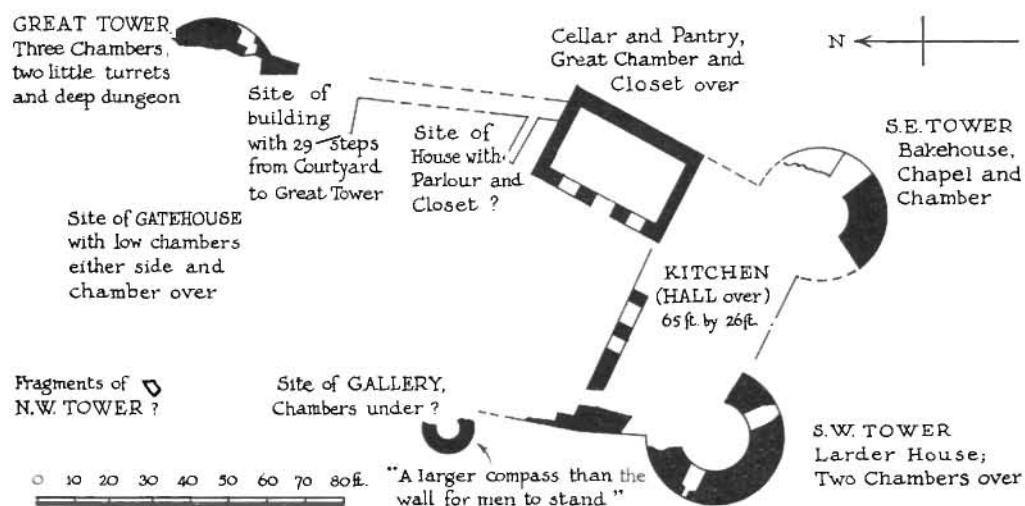 GREAT TOWER
Three Chambers,
two little turrets
and deep dungeon
Site of
building
with 29 steps
from Courtyard
to Great Tower
Site of
House with
Parlour and
Closet ?
Cellar and Pantry,
Great Chamber and
Closet over
N
S.E. TOWER
Bakehouse,
Chapel and
Chamber
Site of GATEHOUSE
with low chambers
either side and
chamber over
KITCHEN
(HALL over)
65 ft. by 26 ft.
Fragments of
N.W. TOWER ?
Site of GALLERY,
Chambers under ?
S.W. TOWER
Larder House;
Two Chambers over
"A larger compass than the
wall for men to stand"
0 10 20 30 40 50 60 70 80 ft.